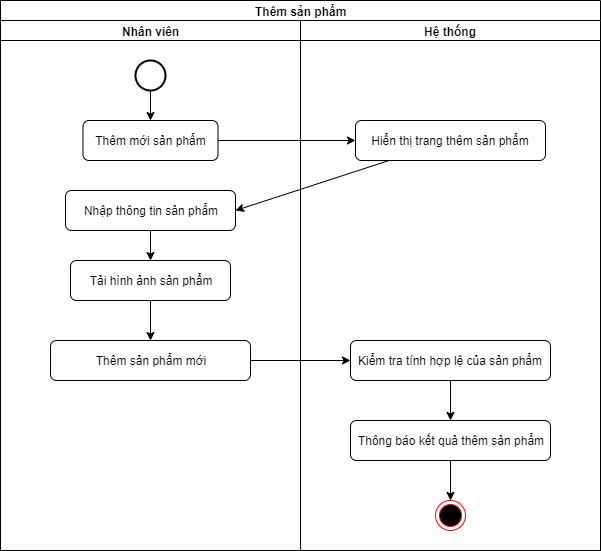 Thêm sản phẩm
Nhân viên
Hệ thống
Thêm mới sản phẩm
Hiển thị trang thêm sản phẩm
Nhập thông tin sản phẩm
Tải hình ảnh sản phẩm
Thêm sản phẩm mới
Kiểm tra tính hợp lệ của sản phẩm
Thông báo kết quả thêm sản phẩm